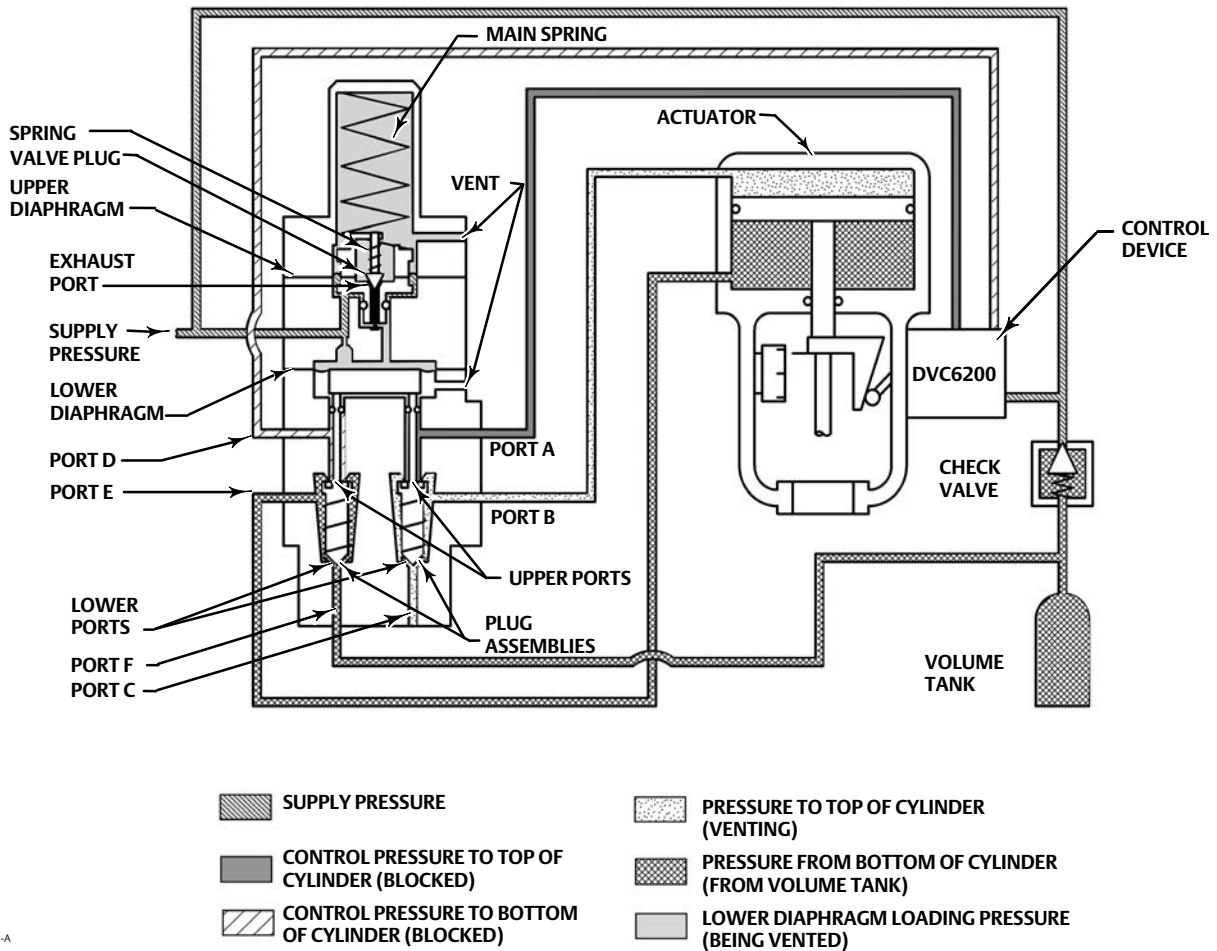 MAIN SPRING
ACTUATOR
SPRING
VALVE PLUG
UPPER
DIAPHRAGM
VENT
EXHAUST
PORT
CONTROL
DEVICE
SUPPLY
PRESSURE
LOWER
DIAPHRAGM
DVC6200
PORT D
PORT A
PORT E
PORT B
CHECK
VALVE
UPPER PORTS
LOWER
PORTS
PLUG
ASSEMBLIES
PORT F
PORT C
VOLUME
TANK
SUPPLY PRESSURE
CONTROL PRESSURE TO TOP OF
CYLINDER (BLOCKED)
CONTROL PRESSURE TO BOTTOM
OF CYLINDER (BLOCKED)
PRESSURE TO TOP OF CYLINDER
(VENTING)
PRESSURE FROM BOTTOM OF CYLINDER
(FROM VOLUME TANK)
LOWER DIAPHRAGM LOADING PRESSURE
(BEING VENTED)
-A